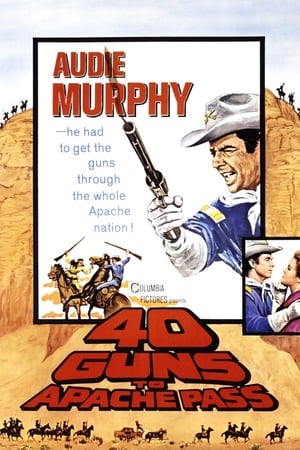 AUDIE
MURPHY
—he had
to get the
guns
through
the whole
Apache
nation!
COLUMBIA
PICTURES presents
40
GUNS
TO
APACHE PASS